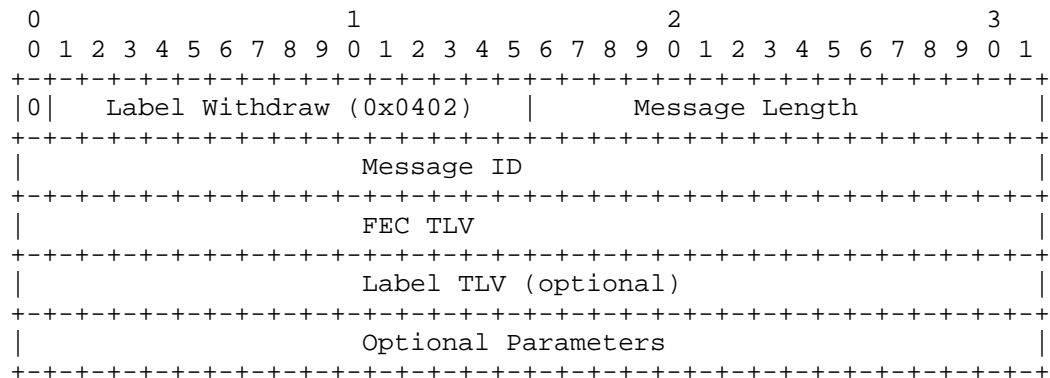 0                   1                   2                   3
 0 1 2 3 4 5 6 7 8 9 0 1 2 3 4 5 6 7 8 9 0 1 2 3 4 5 6 7 8 9 0 1
+-+-+-+-+-+-+-+-+-+-+-+-+-+-+-+-+-+-+-+-+-+-+-+-+-+-+-+-+-+-+-+-+
|0|   Label Withdraw (0x0402)   |      Message Length           |
+-+-+-+-+-+-+-+-+-+-+-+-+-+-+-+-+-+-+-+-+-+-+-+-+-+-+-+-+-+-+-+-+
|                     Message ID                                |
+-+-+-+-+-+-+-+-+-+-+-+-+-+-+-+-+-+-+-+-+-+-+-+-+-+-+-+-+-+-+-+-+
|                     FEC TLV                                   |
+-+-+-+-+-+-+-+-+-+-+-+-+-+-+-+-+-+-+-+-+-+-+-+-+-+-+-+-+-+-+-+-+
|                     Label TLV (optional)                      |
+-+-+-+-+-+-+-+-+-+-+-+-+-+-+-+-+-+-+-+-+-+-+-+-+-+-+-+-+-+-+-+-+
|                     Optional Parameters                       |
+-+-+-+-+-+-+-+-+-+-+-+-+-+-+-+-+-+-+-+-+-+-+-+-+-+-+-+-+-+-+-+-+